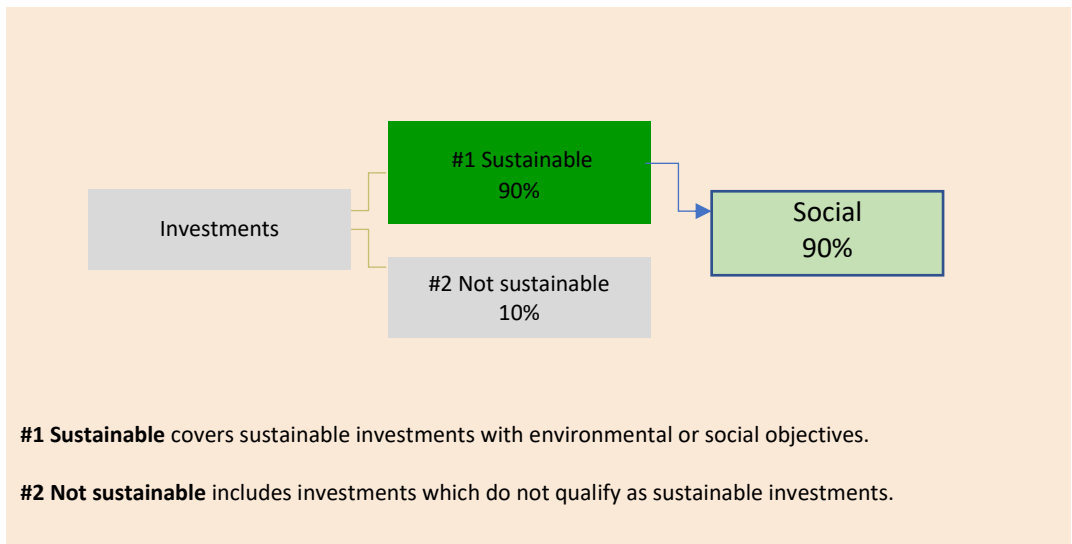 #1 Sustainable
90%
Investments
Social
90%
#2 Not sustainable
10%
#1 Sustainable covers sustainable investments with environmental or social objectives.
#2 Not sustainable includes investments which do not qualify as sustainable investments.